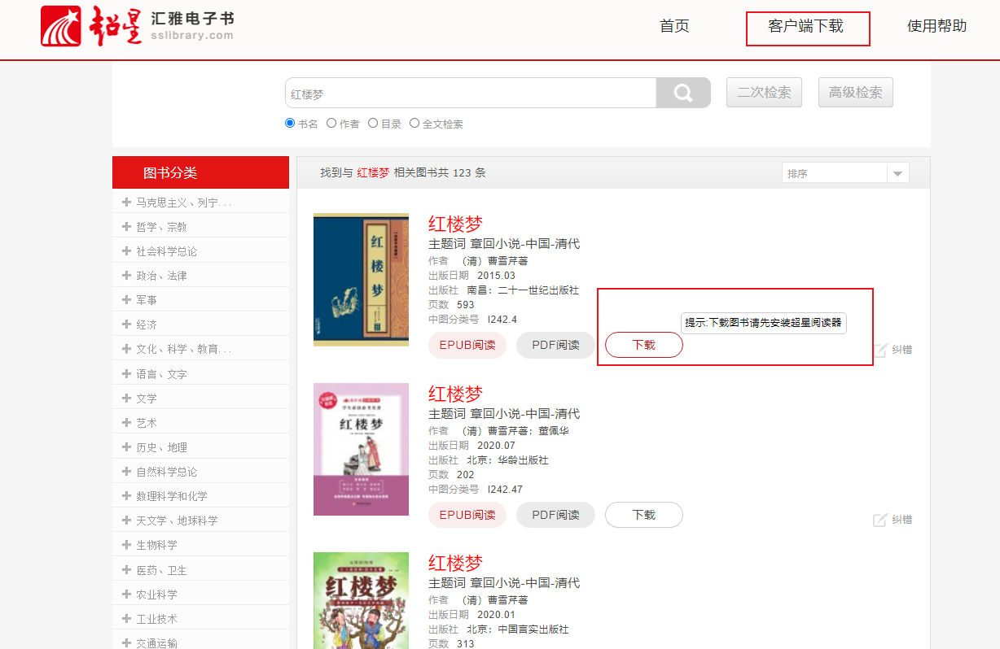 超星 汇雅电子书
sslibrary.com
首页 客户端下载 使用帮助
红楼梦
二次检索 高级检索
书名 作者 目录 全文检索
图书分类
马克思主义、列宁...
哲学、宗教
社会科学总论
政治、法律
军事
经济
文化、科学、教育...
语言、文字
文学
艺术
历史、地理
自然科学总论
数理科学和化学
天文学、地球科学
生物科学
医药、卫生
农业科学
工业技术
交通运输
找到与 红楼梦 相关图书共 123 条
排序
红楼梦
红楼梦
主题词 章回小说-中国-清代
作者 （清）曹雪芹著
出版日期 2015.03
出版社 南昌：二十一世纪出版社
页数 593
中图分类号 I242.4
提示:下载图书请先安装超星阅读器
EPUB阅读 PDF阅读 下载
纠错
红楼梦
红楼梦
主题词 章回小说-中国-清代
作者 （清）曹雪芹著；董佩华
出版日期 2020.07
出版社 北京：华龄出版社
页数 202
中图分类号 I242.47
EPUB阅读 PDF阅读 下载
纠错
红楼梦
红楼梦
主题词 章回小说-中国-清代
作者 （清）曹雪芹著
出版日期 2020.01
出版社 北京：中国言实出版社
页数 313